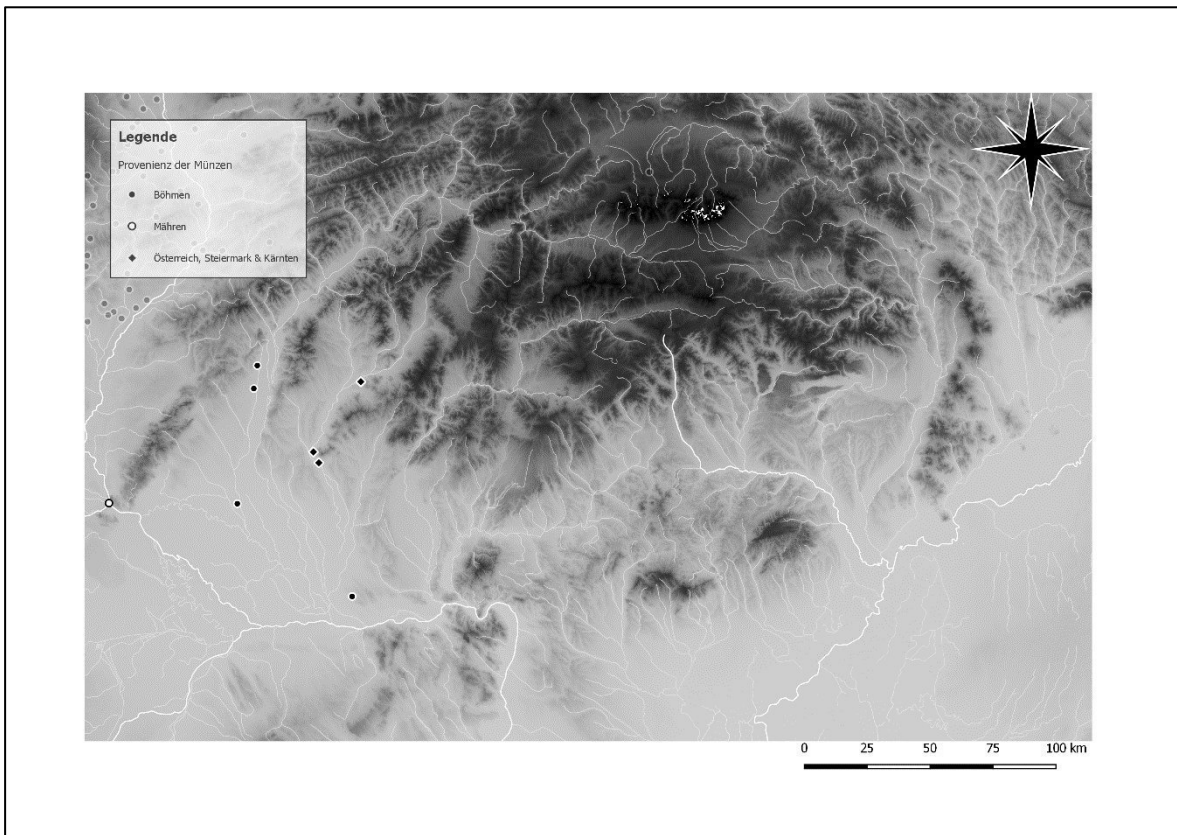 Legende
Provenienz der Münzen
Böhmen
Mähren
Österreich, Steiermark & Kärnten
0 25 50 75 100 km